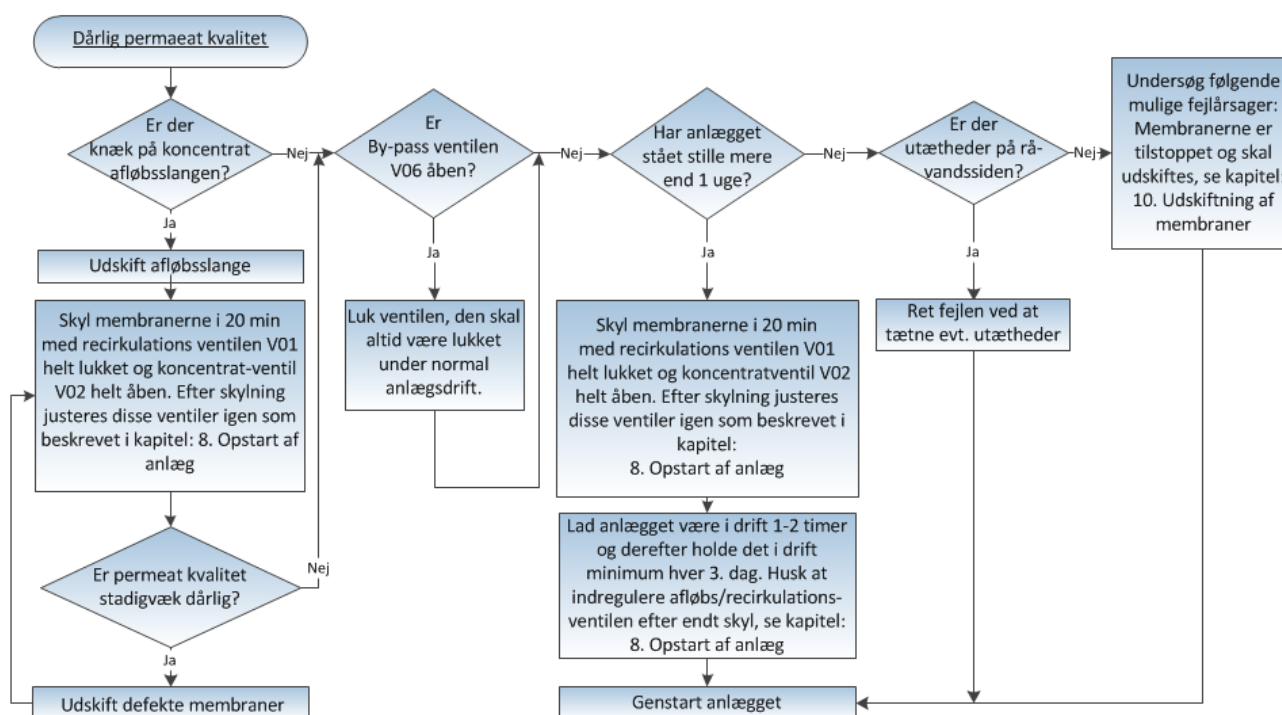 Dårlig permaeat kvalitet
Er der
knæk på koncentrat
afløbsslangen?
Nej
Ja
Udskift afløbsslange
Skyl membranerne i 20 min
med recirkulations ventilen V01
helt lukket og koncentrat-ventil
V02 helt åben. Efter skylning
justeres disse ventiler igen som
beskrevet i kapitel: 8. Opstart af
anlæg
Er permeat kvalitet
stadigvæk dårlig?
Nej
Ja
Udskift defekte membraner
Er
By-pass ventilen
V06 åben?
Nej
Ja
Luk ventilen, den skal
altid være lukket
under normal
anlægsdrift.
Har anlægget
stået stille mere
end 1 uge?
Nej
Ja
Skyl membranerne i 20 min
med recirkulations ventilen V01
helt lukket og koncentratventil V02
helt åben. Efter skylning justeres
disse ventiler igen som beskrevet i
kapitel:
8. Opstart af anlæg
Lad anlægget være i drift 1-2 timer
og derefter holde det i drift
minimum hver 3. dag. Husk at
indregulere afløbs/recirkulations-
ventilen efter endt skyl, se kapitel:
8. Opstart af anlæg
Genstart anlægget
Er der
utætheder på rå-
vandssiden?
Nej
Ja
Ret fejlen ved at
tætne evt. utætheder
Undersøg følgende
mulige fejlårsager:
Membranerne er
tilstoppet og skal
udskiftes, se kapitel:
10. Udskiftning af
membraner